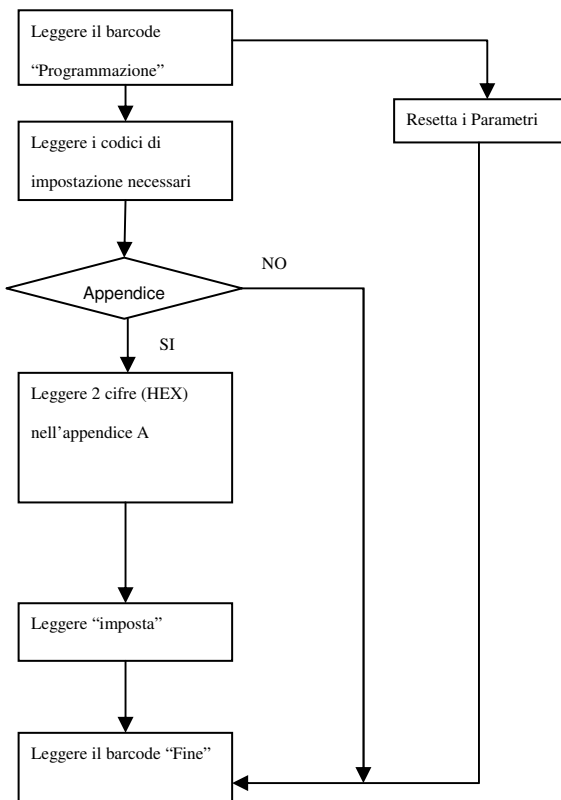 Leggere il barcode
“Programmazione”
Resetta i Parametri
Leggere i codici di
impostazione necessari
NO
Appendice
SI
Leggere 2 cifre (HEX)
nell’appendice A
Leggere “imposta”
Leggere il barcode “Fine”